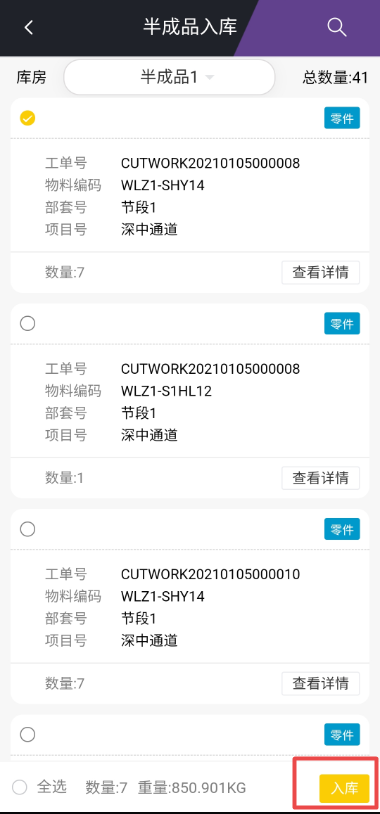 半成品入库
库房 半成品1 总数量:41
零件
工单号 CUTWORK20210105000008
物料编码 WLZ1-SHY14
部套号 节段1
项目号 深中通道
数量:7 查看详情
零件
工单号 CUTWORK20210105000008
物料编码 WLZ1-S1HL12
部套号 节段1
项目号 深中通道
数量:1 查看详情
零件
工单号 CUTWORK20210105000010
物料编码 WLZ1-SHY14
部套号 节段1
项目号 深中通道
数量:7 查看详情
零件
全选 数量:7 重量:850.901KG 入库